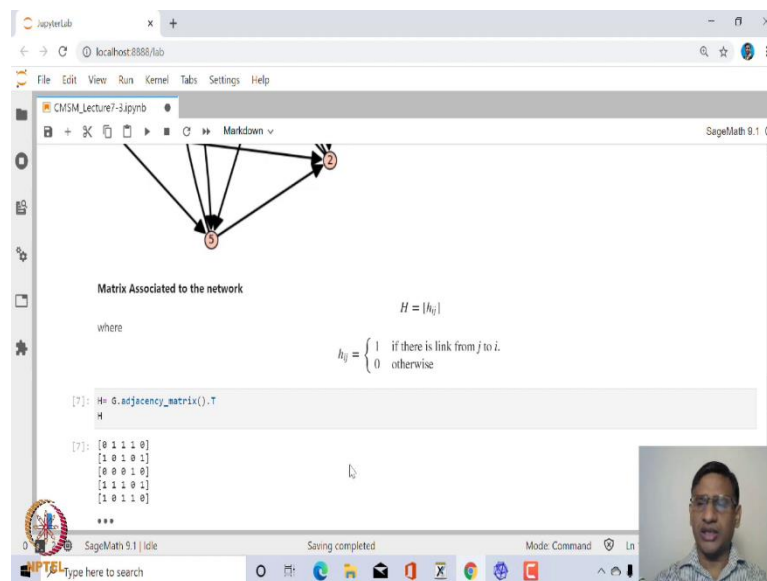 JupyterLab
localhost:8888/lab
File Edit View Run Kernel Tabs Settings Help
CMSM_Lecture7-3.ipynb
Markdown
SageMath 9.1
2
5
Matrix Associated to the network
H = |h_ij|
where
h_ij = { 1 if there is link from j to i.
0 otherwise
[7]: H= G.adjacency_matrix().T
H
[7]: [0 1 1 1 0]
[1 0 1 0 1]
[0 0 0 1 0]
[1 1 1 0 1]
[1 0 1 1 0]
SageMath 9.1 | Idle Saving completed Mode: Command Ln
NPTEL
Type here to search